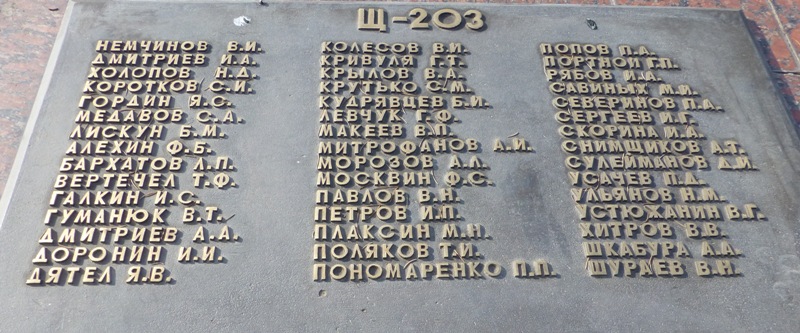 Щ-203
НЕМЧИНОВ В.И.
ДМИТРИЕВ И.А.
ХОЛОПОВ Н.Д.
КОРОТКОВ С.И.
ГОРДИН Я.С.
МЕДАВОВ С.А.
ЛИСКУН Б.М.
АЛЕХИН Ф.Б.
БАРХАТОВ Л.П.
ВЕРТЕЧЕЛ Т.Ф.
ГАЛКИН И.С.
ГУМАНЮК В.Т.
ДМИТРИЕВ А.А.
ДОРОНИН И.И.
ДЯТЕЛ Я.В.
КОЛЕСОВ В.И.
КРИВУЛЯ Г.Т.
КРЫЛОВ В.А.
КРУТЬКО С.М.
КУДРЯВЦЕВ Б.И.
ЛЕВЧУК Г.Ф.
МАКЕЕВ В.П.
МИТРОФАНОВ А.Й.
МОРОЗОВ А.Л.
МОСКВИН Ф.С.
ПАВЛОВ В.Н.
ПЕТРОВ И.П.
ПЛАКСИН М.Н.
ПОЛЯКОВ Т.И.
ПОНОМАРЕНКО П.П.
ПОПОВ П.А.
ПОРТНОЙ Г.П.
РЯБОВ И.А.
САВИНЫХ М.И.
СЕВЕРИНОВ П.А.
СЕРГЕЕВ И.Г.
СКОРИНА И.А.
СНИМЩИКОВ А.Т.
СУЛЕЙМАНОВ Д.И.
УСАЧЕВ П.Д.
УЛЬЯНОВ Н.М.
УСТЮЖАНИН В.Г.
ХИТРОВ В.В.
ШКАБУРА А.А.
ШУРАЕВ В.Н.